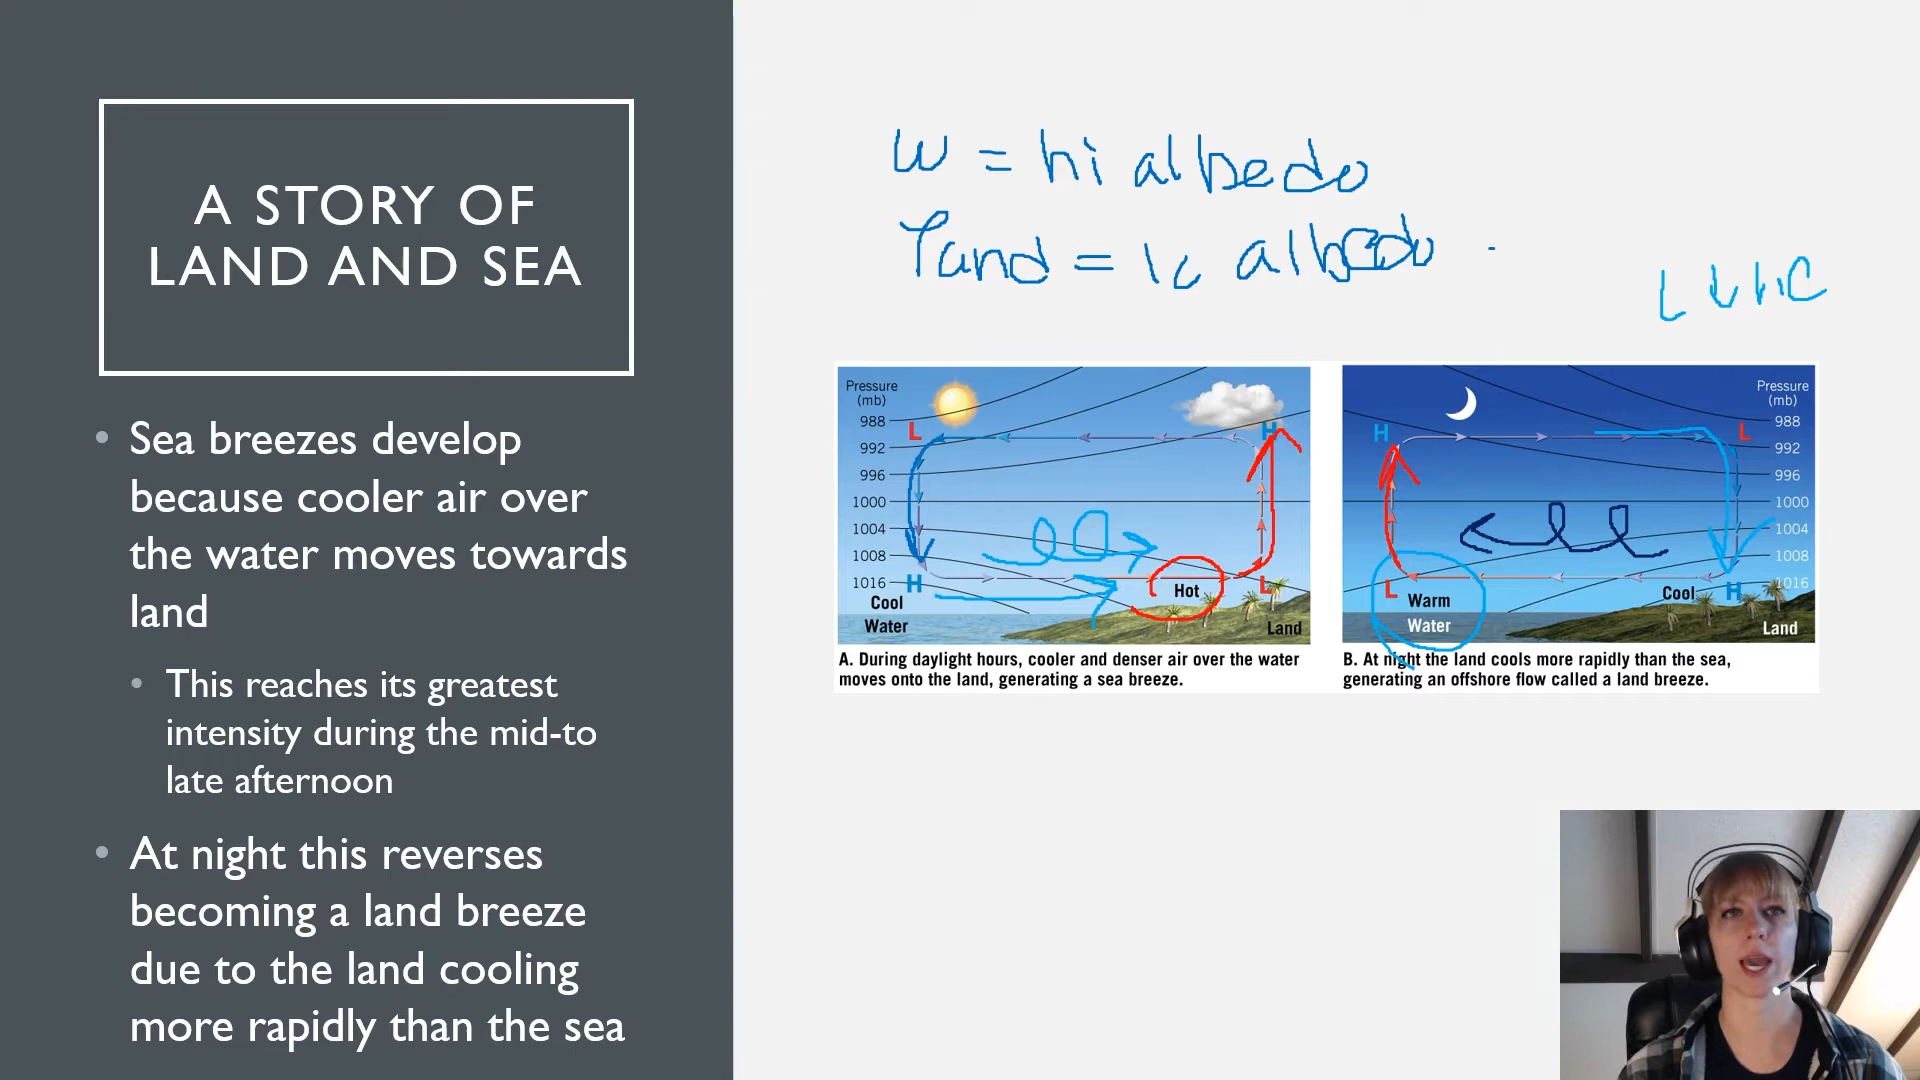 A STORY OF
LAND AND SEA
• Sea breezes develop
because cooler air over
the water moves towards
land
• This reaches its greatest
intensity during the mid-to
late afternoon
• At night this reverses
becoming a land breeze
due to the land cooling
more rapidly than the sea
W = hi albedo
land = lo albedo
Pressure
(mb)
988
992
996
1000
1004
1008
1016
L
H
H
L
Cool
Water
Hot
Land
A. During daylight hours, cooler and denser air over the water
moves onto the land, generating a sea breeze.
Pressure
(mb)
988
992
996
1000
1004
1008
1016
H
L
L
H
Warm
Water
Cool
Land
B. At night the land cools more rapidly than the sea,
generating an offshore flow called a land breeze.